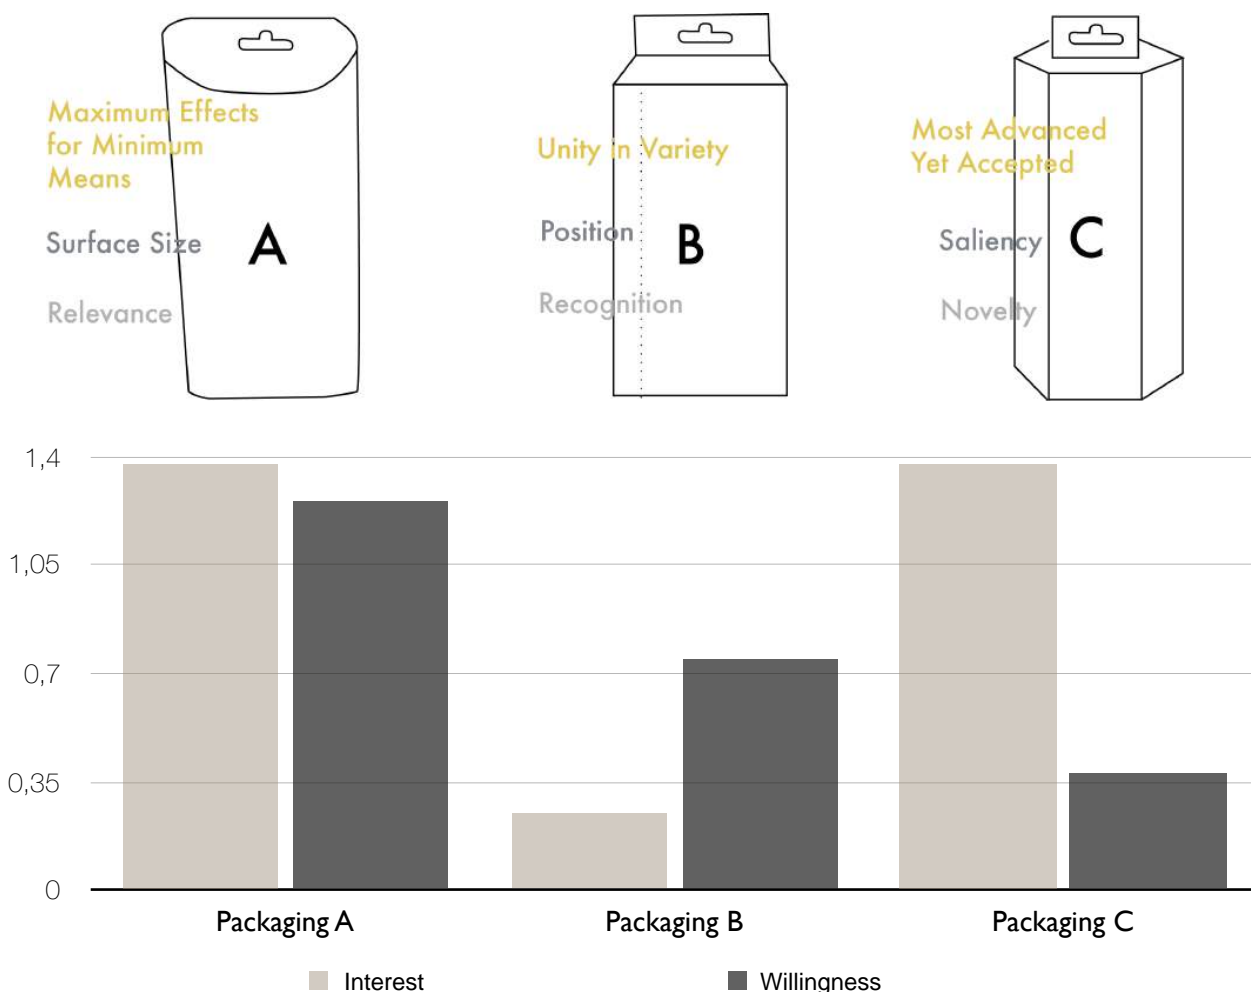 Maximum Effects
for Minimum
Means
Surface Size
Relevance
A
Unity in Variety
Position
Recognition
B
Most Advanced
Yet Accepted
Saliency
Novelty
C
1,4
1,05
0,7
0,35
0
Packaging A
Packaging B
Packaging C
Interest
Willingness